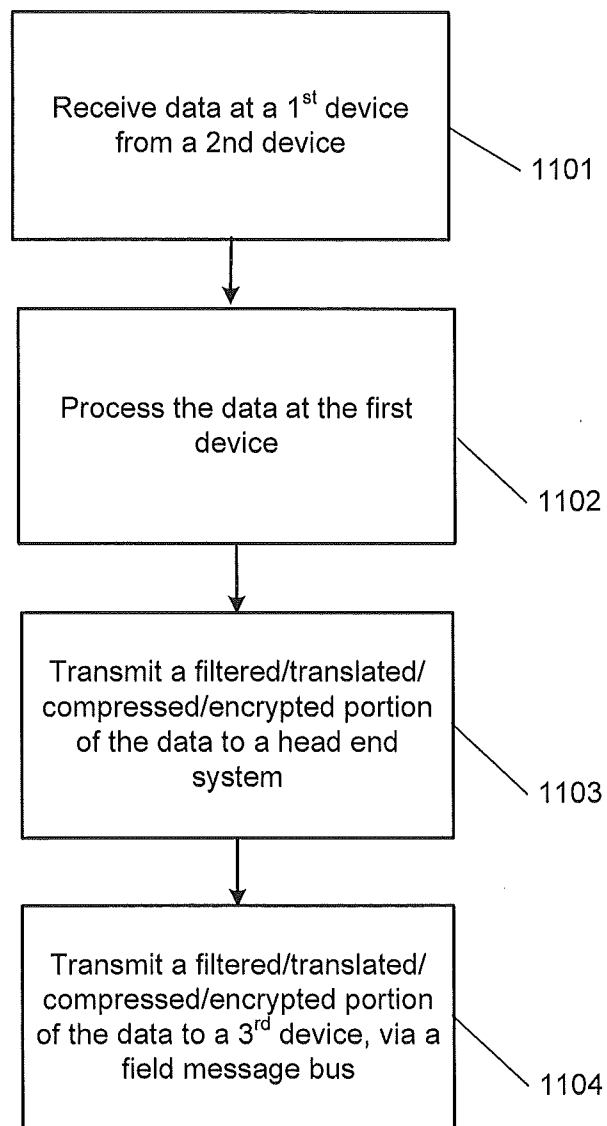 Receive data at a 1st device
from a 2nd device
1101
Process the data at the first
device
1102
Transmit a filtered/translated/
compressed/encrypted portion
of the data to a head end
system
1103
Transmit a filtered/translated/
compressed/encrypted portion
of the data to a 3rd device, via a
field message bus
1104